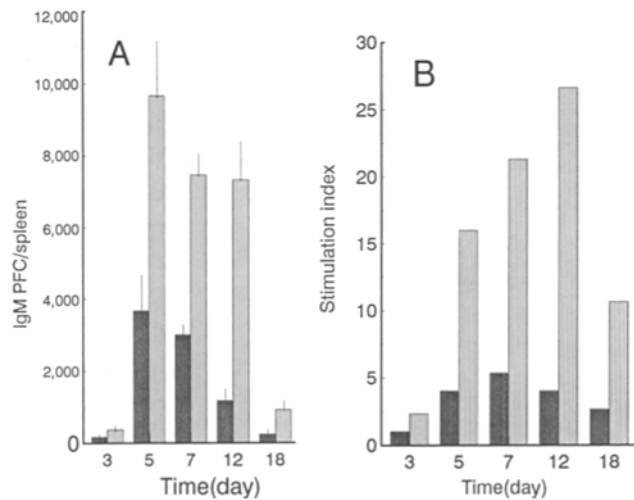 A
IgM PFC/spleen
12,000
10,000
8,000
6,000
4,000
2,000
0
3 5 7 12 18
Time(day)
B
Stimulation index
30
25
20
15
10
5
0
3 5 7 12 18
Time(day)